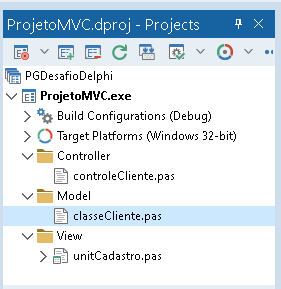 ProjetoMVC.dproj - Projects
PGDesafioDelphi
ProjetoMVC.exe
Build Configurations (Debug)
Target Platforms (Windows 32-bit)
Controller
controleCliente.pas
Model
classeCliente.pas
View
unitCadastro.pas